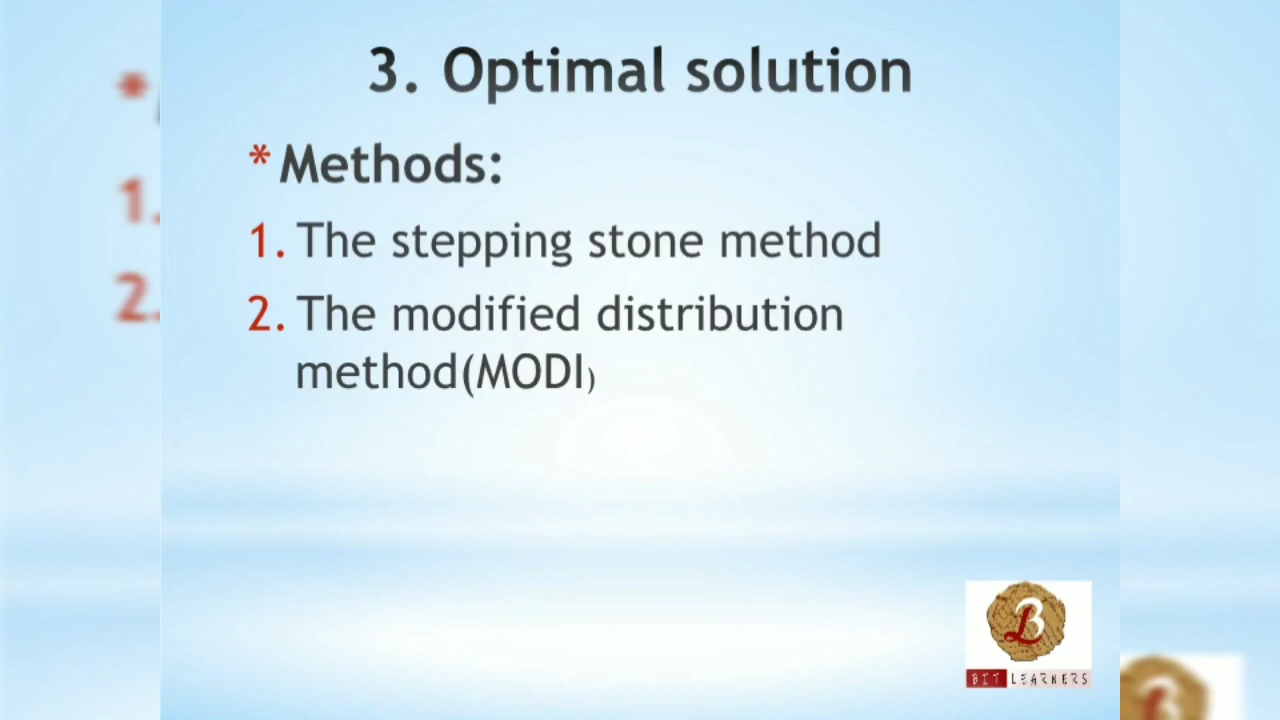 3. Optimal solution
* Methods:
1. The stepping stone method
2. The modified distribution
method(MODI)
BIT LEARNERS